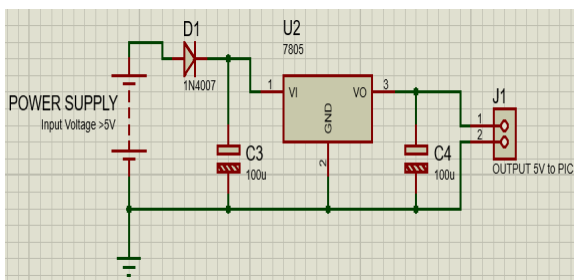 D1
1N4007
U2
7805
1
VI
VO
3
GND
2
POWER SUPPLY
Input Voltage >5V
C3
100u
C4
100u
J1
1
2
OUTPUT 5V to PIC